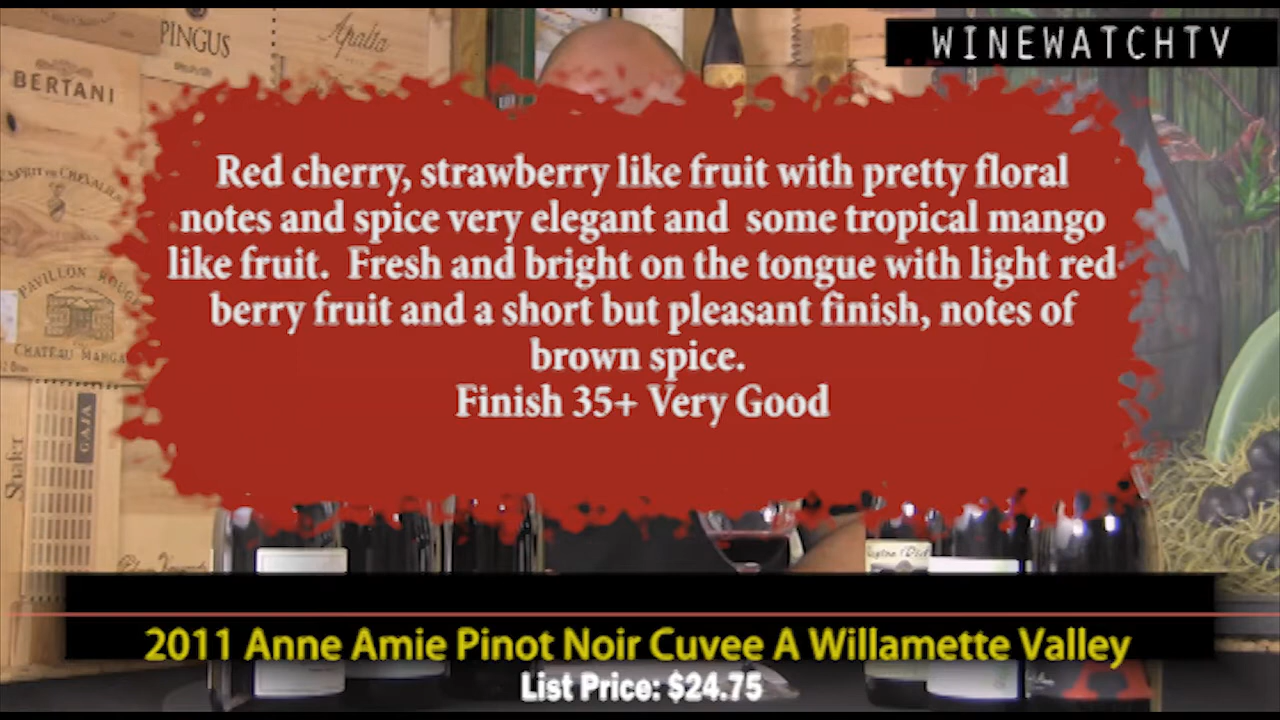 PINGUS
Apalta
WINEWATCHTV
BERTANI
Red cherry, strawberry like fruit with pretty floral
notes and spice very elegant and some tropical mango
like fruit. Fresh and bright on the tongue with light red
berry fruit and a short but pleasant finish, notes of
brown spice.
Finish 35+ Very Good
PAVILLON ROUGE
CHATEAU MARGA
GAJA
Shafer
2011 Anne Amie Pinot Noir Cuvee A Willamette Valley
List Price: $24.75